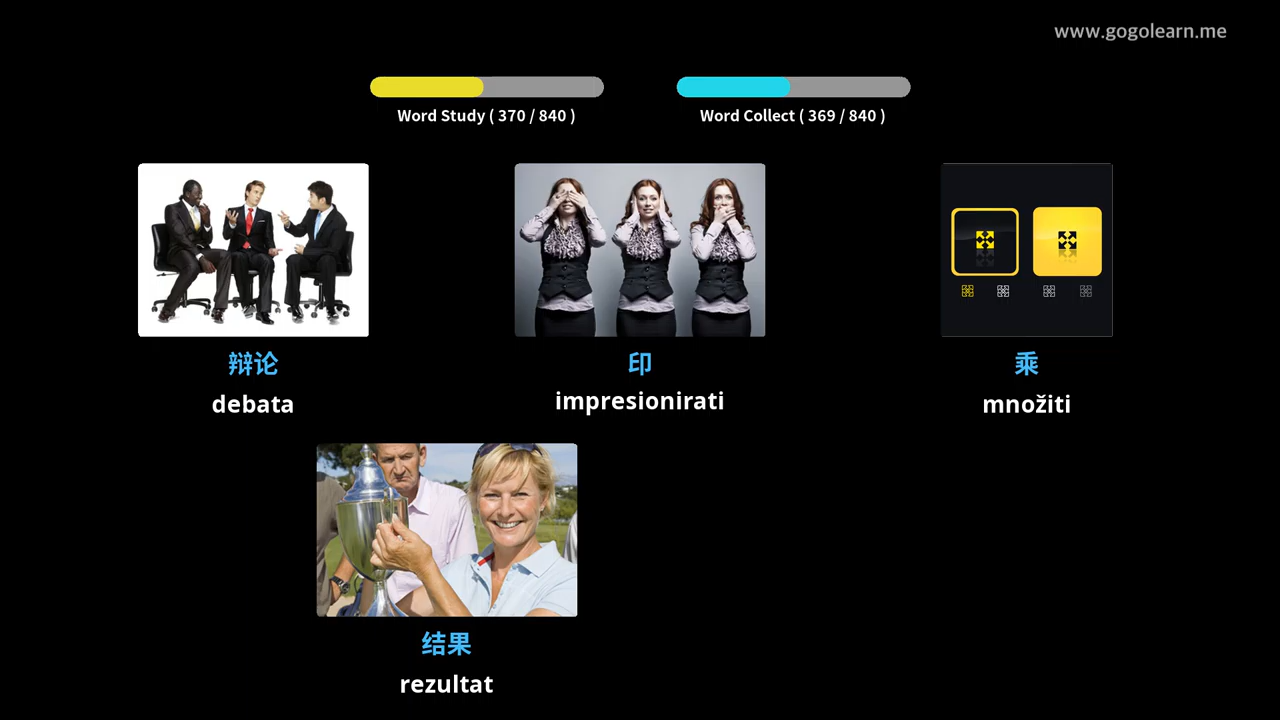 www.gogolearn.me
Word Study ( 370 / 840 )
Word Collect ( 369 / 840 )
辩论
debata
印
impresionirati
乘
množiti
结果
rezultat